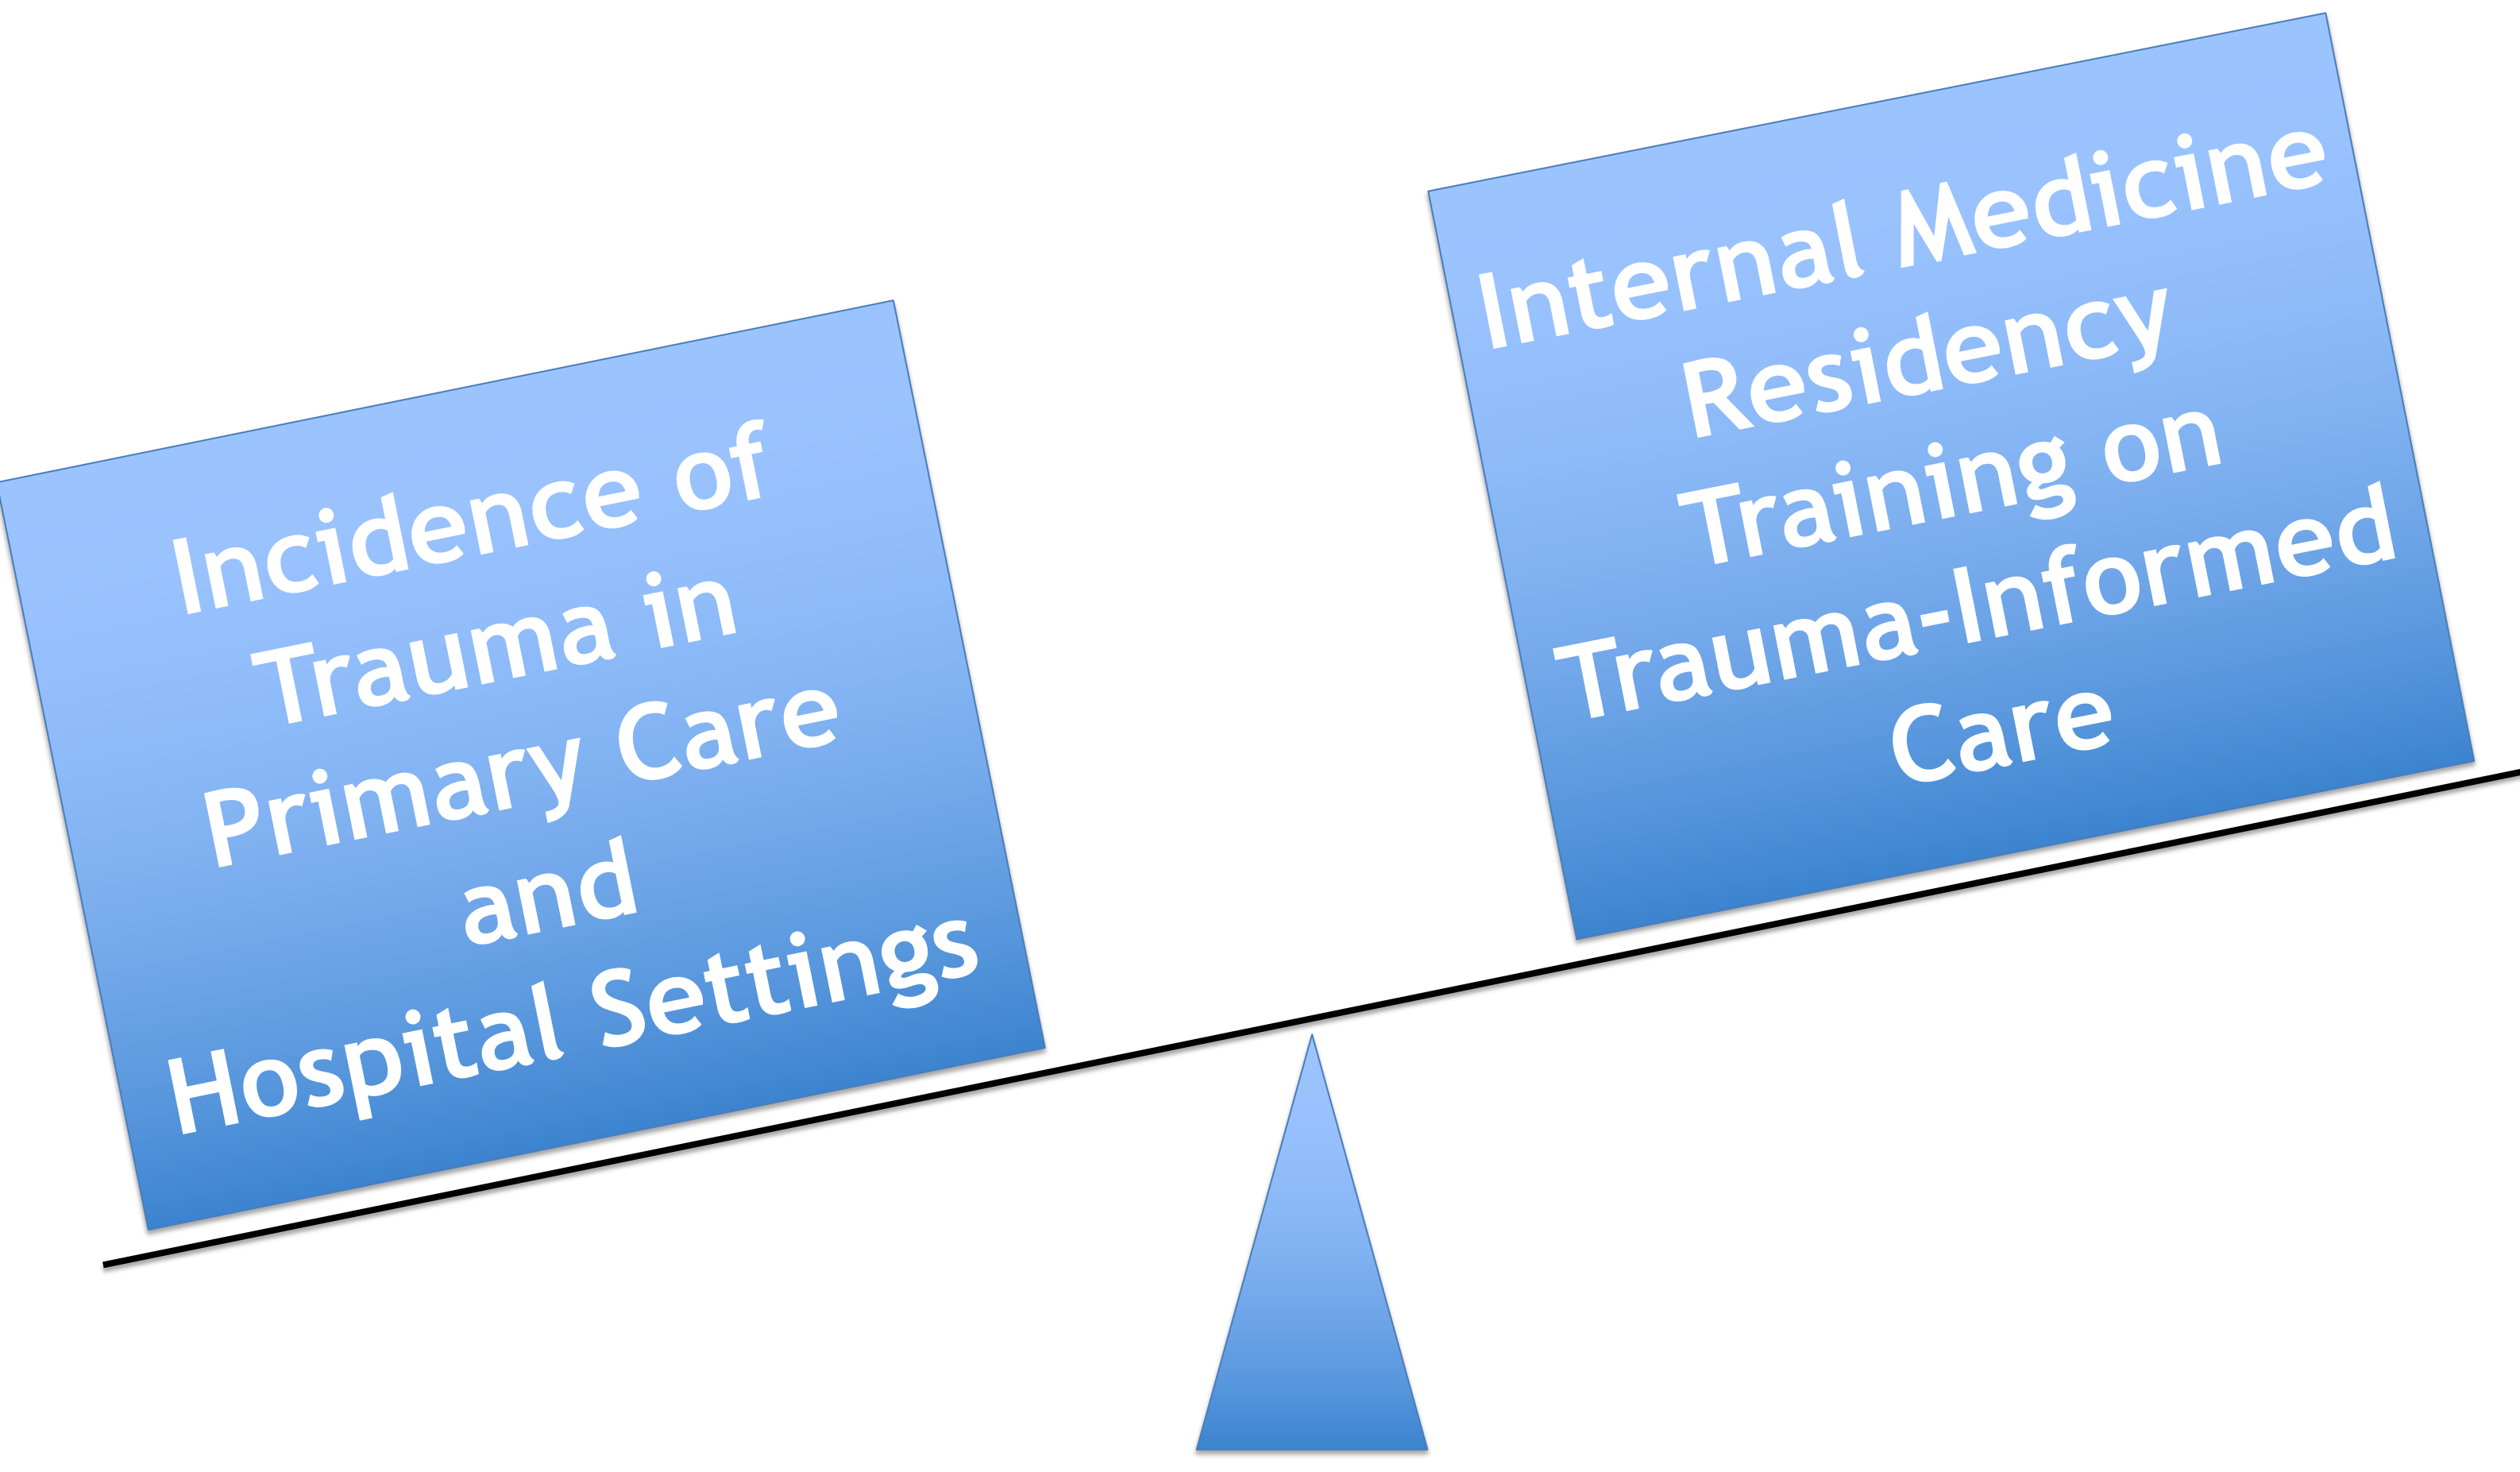 Incidence of
Trauma in
Primary Care
and
Hospital Settings
Internal Medicine
Residency
Training on
Trauma-Informed
Care